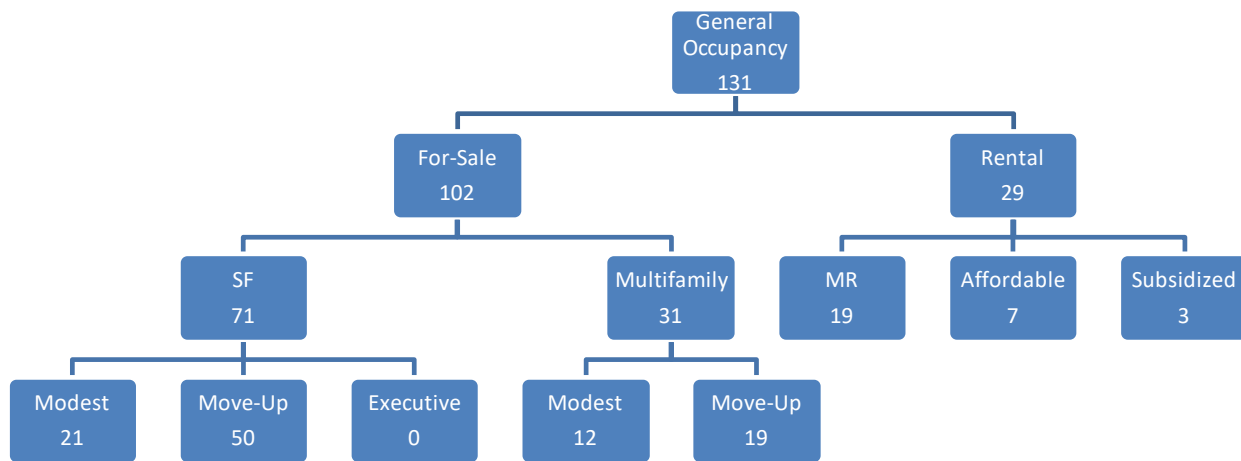 General
Occupancy
131
For-Sale
102
Rental
29
SF
71
Multifamily
31
MR
19
Affordable
7
Subsidized
3
Modest
21
Move-Up
50
Executive
0
Modest
12
Move-Up
19